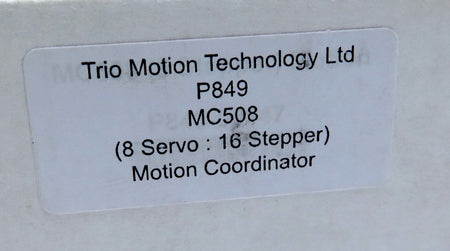 Trio Motion Technology Ltd
P849
MC508
(8 Servo : 16 Stepper)
Motion Coordinator